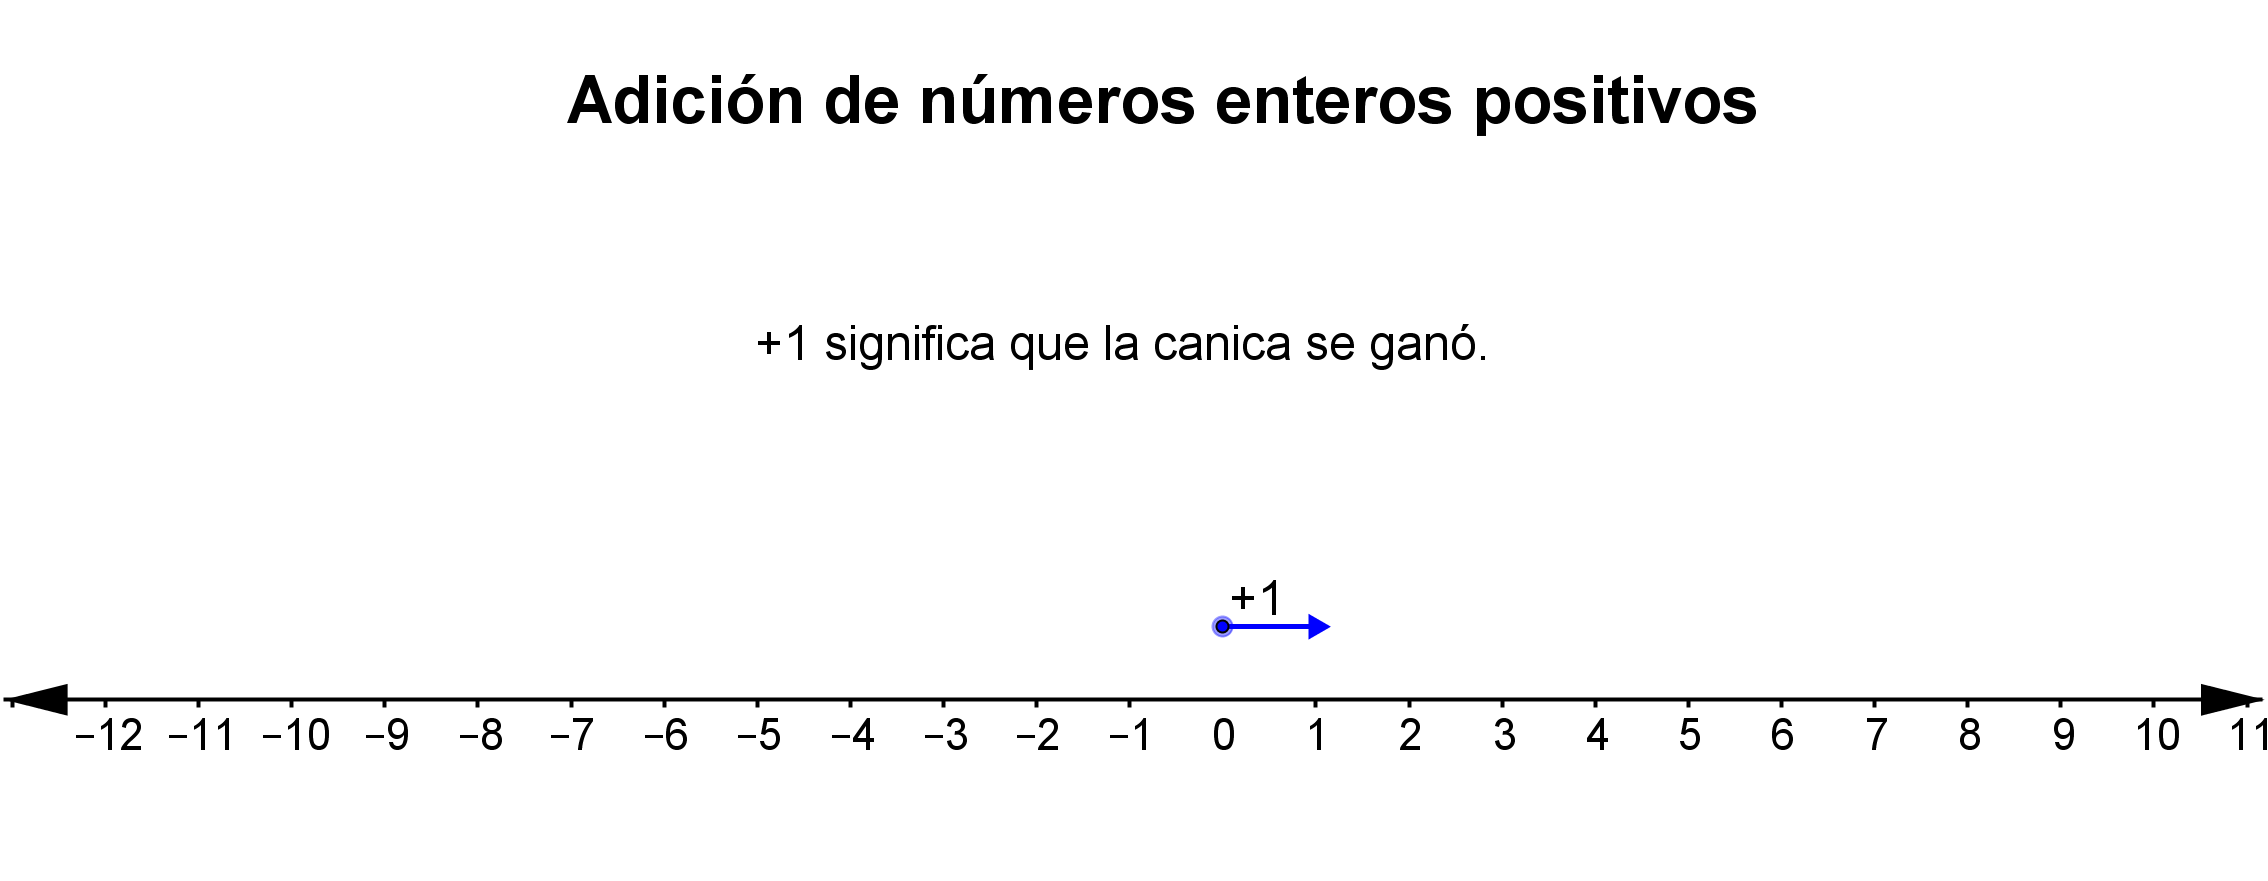 Adición de números enteros positivos
+1 significa que la canica se ganó.
+1
−12 −11 −10 −9 −8 −7 −6 −5 −4 −3 −2 −1 0 1 2 3 4 5 6 7 8 9 10 11